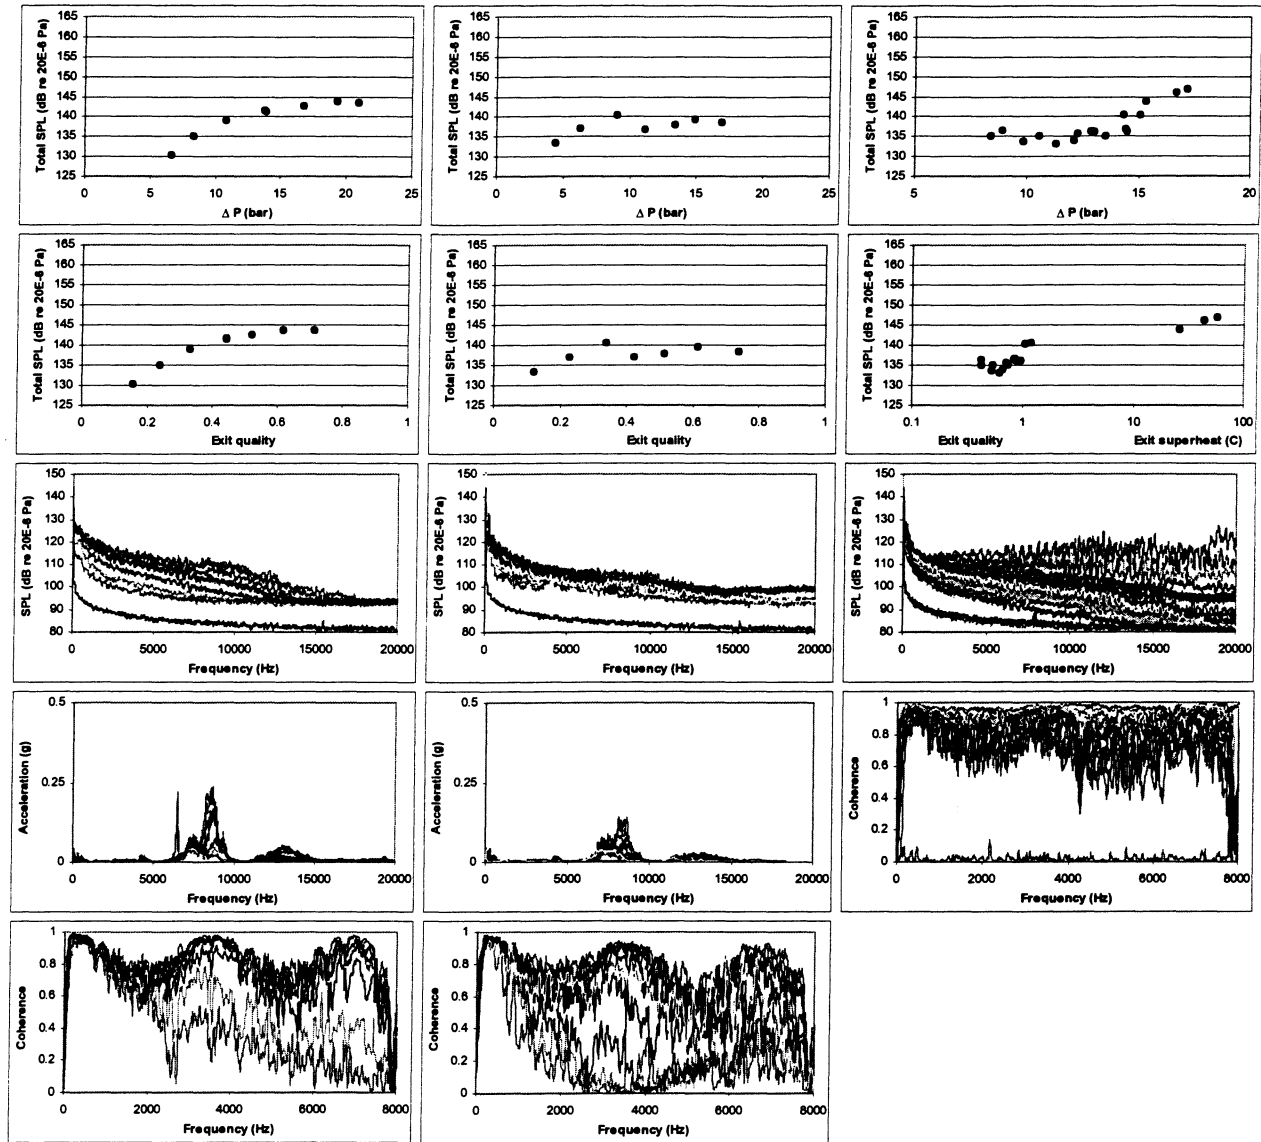 Total SPL (dB re 20E-6 Pa)
165
160
155
150
145
140
135
130
125
0 5 10 15 20 25
Δ P (bar)
Total SPL (dB re 20E-6 Pa)
165
160
155
150
145
140
135
130
125
0 5 10 15 20 25
Δ P (bar)
Total SPL (dB re 20E-6 Pa)
165
160
155
150
145
140
135
130
125
5 10 15 20
Δ P (bar)
Total SPL (dB re 20E-6 Pa)
165
160
155
150
145
140
135
130
125
0 0.2 0.4 0.6 0.8 1
Exit quality
Total SPL (dB re 20E-6 Pa)
165
160
155
150
145
140
135
130
125
0 0.2 0.4 0.6 0.8 1
Exit quality
Total SPL (dB re 20E-6 Pa)
165
160
155
150
145
140
135
130
125
0.1 1 10 100
Exit quality Exit superheat (C)
SPL (dB re 20E-6 Pa)
150
140
130
120
110
100
90
80
0 5000 10000 15000 20000
Frequency (Hz)
SPL (dB re 20E-6 Pa)
150
140
130
120
110
100
90
80
0 5000 10000 15000 20000
Frequency (Hz)
SPL (dB re 20E-6 Pa)
150
140
130
120
110
100
90
80
0 5000 10000 15000 20000
Frequency (Hz)
Acceleration (g)
0.5
0.25
0
0 5000 10000 15000 20000
Frequency (Hz)
Acceleration (g)
0.5
0.25
0
0 5000 10000 15000 20000
Frequency (Hz)
Coherence
1
0.8
0.6
0.4
0.2
0
0 2000 4000 6000 8000
Frequency (Hz)
Coherence
1
0.8
0.6
0.4
0.2
0
0 2000 4000 6000 8000
Frequency (Hz)
Coherence
1
0.8
0.6
0.4
0.2
0
0 2000 4000 6000 8000
Frequency (Hz)